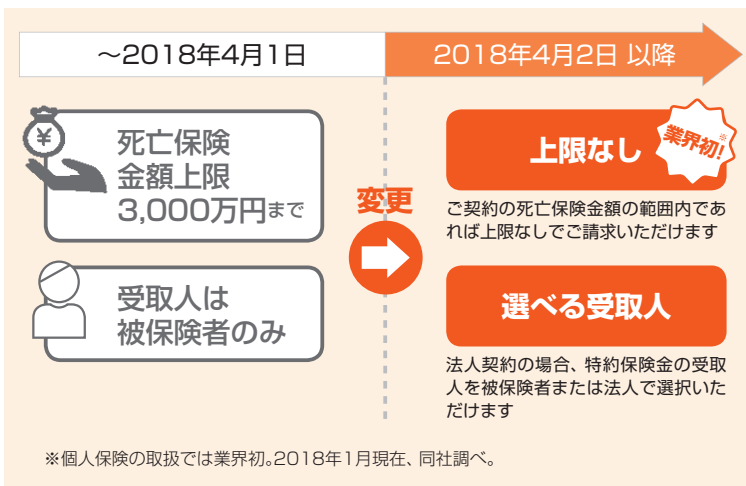 ～2018年4月1日
2018年4月2日 以降
¥
死亡保険
金額上限
3,000万円まで
受取人は
被保険者のみ
変更
上限なし
業界初!
※
ご契約の死亡保険金額の範囲内であ
れば上限なしでご請求いただけます
選べる受取人
法人契約の場合、特約保険金の受取
人を被保険者または法人で選択いた
だけます
※個人保険の取扱では業界初。2018年1月現在、同社調べ。